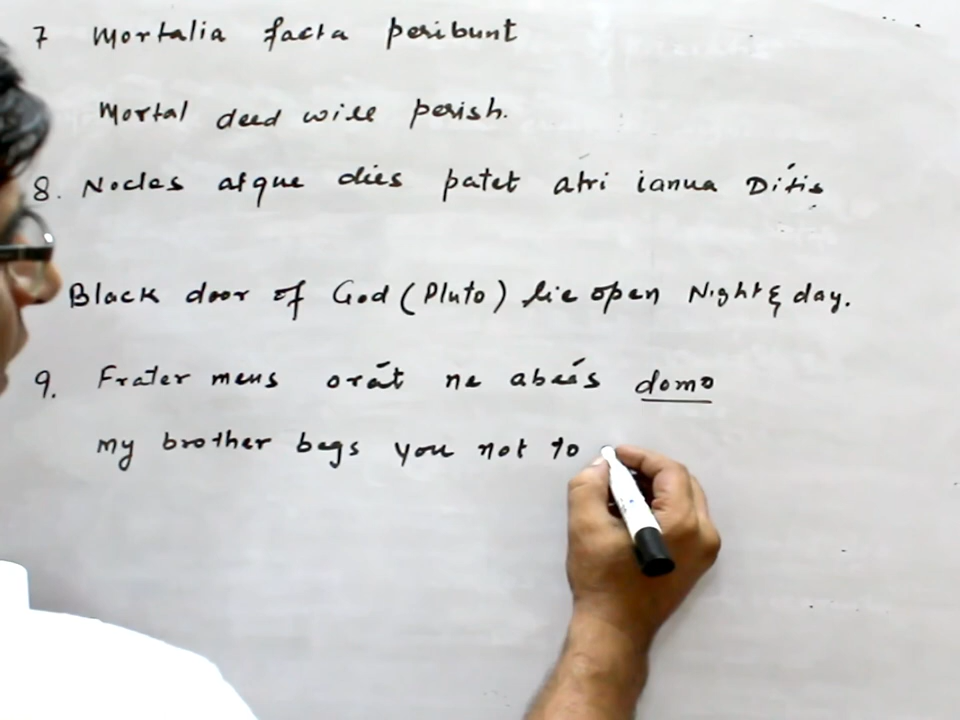 7 Mortalia facta peribunt
Mortal deed will perish.
8. Noctes atque dies patet atri ianua Ditis
Black door of God (Pluto) lie open Night & day.
9. Frater meus orat ne abeas domo
My brother begs you not to